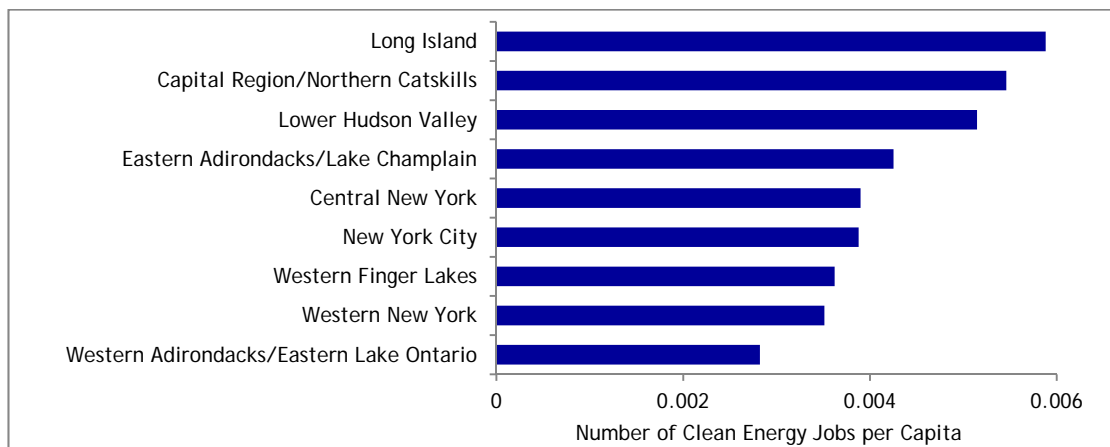 Long Island
Capital Region/Northern Catskills
Lower Hudson Valley
Eastern Adirondacks/Lake Champlain
Central New York
New York City
Western Finger Lakes
Western New York
Western Adirondacks/Eastern Lake Ontario
0 0.002 0.004 0.006
Number of Clean Energy Jobs per Capita